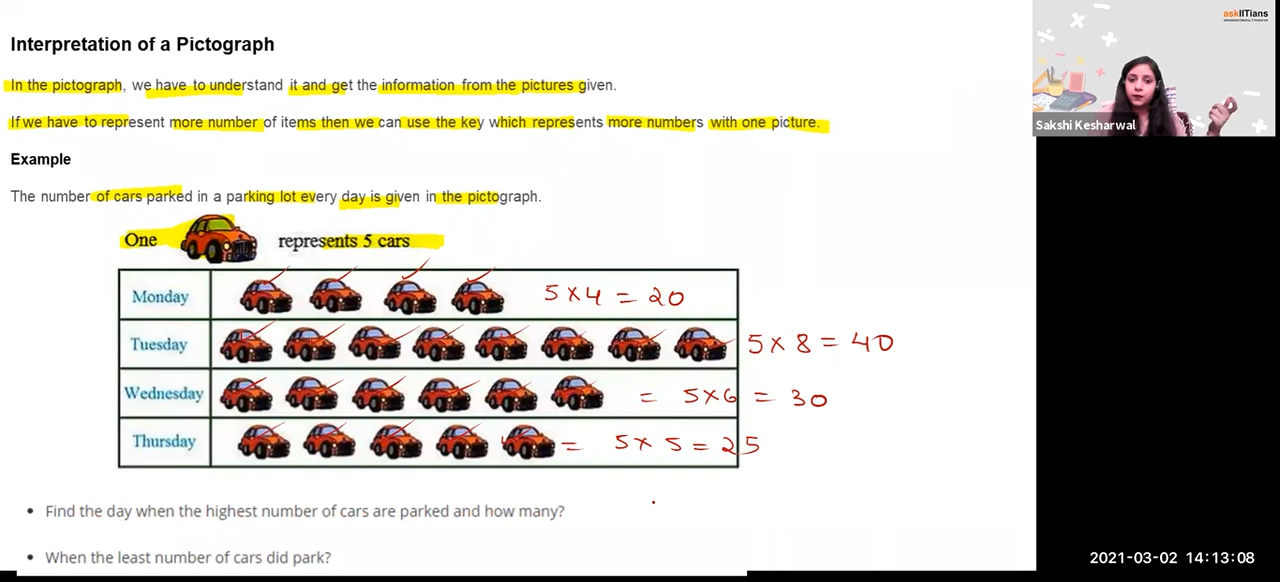 askIITians
Interpretation of a Pictograph
In the pictograph, we have to understand it and get the information from the pictures given.
If we have to represent more number of items then we can use the key which represents more numbers with one picture.
Sakshi Kesharwal
Example
The number of cars parked in a parking lot every day is given in the pictograph.
One represents 5 cars
Monday 5 x 4 = 20
Tuesday 5 x 8 = 40
Wednesday = 5 x 6 = 30
Thursday = 5 x 5 = 25
• Find the day when the highest number of cars are parked and how many?
• When the least number of cars did park?
2021-03-02 14:13:08